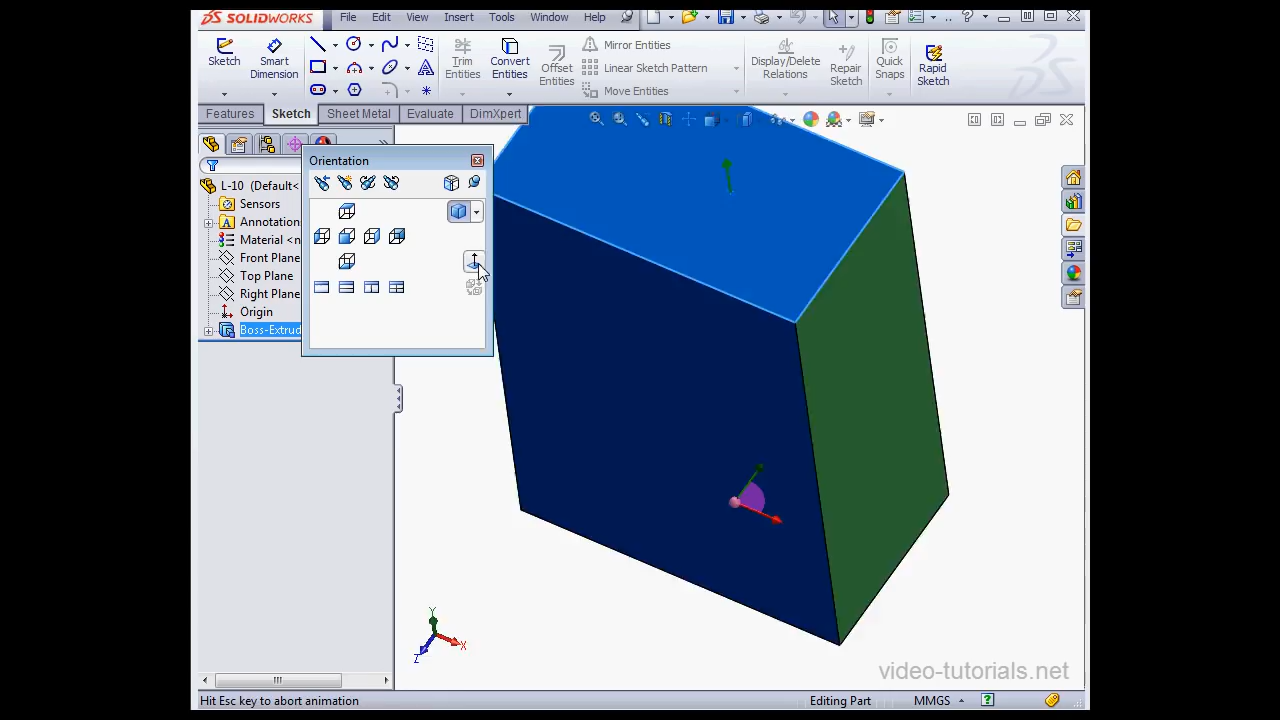 SOLIDWORKS File Edit View Insert Tools Window Help
Sketch Smart Dimension Trim Entities Convert Entities Offset Entities Mirror Entities Linear Sketch Pattern Move Entities Display/Delete Relations Repair Sketch Quick Snaps Rapid Sketch
Features Sketch Sheet Metal Evaluate DimXpert
Orientation
L-10 (Default<
Sensors
Annotation
Material <n
Front Plane
Top Plane
Right Plane
Origin
Boss-Extrud
Y
X
Z
video-tutorials.net
Hit Esc key to abort animation Editing Part MMGS